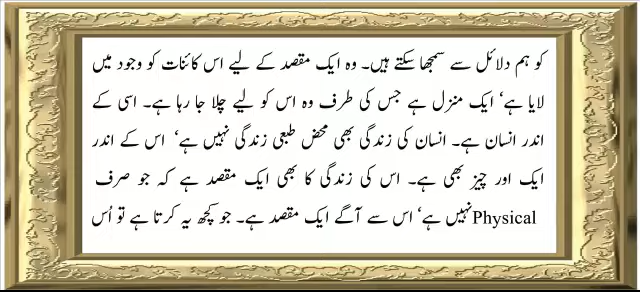 کو ہم دلائل سے سمجھا سکتے ہیں۔ وہ ایک مقصد کے لیے اس کائنات کو وجود میں
لایا ہے‘ ایک منزل ہے جس کی طرف وہ اس کو لیے چلا جا رہا ہے۔ اسی کے
اندر انسان ہے۔ انسان کی زندگی بھی محض طبعی زندگی نہیں ہے‘ اس کے اندر
ایک اور چیز بھی ہے۔ اس کی زندگی کا بھی ایک مقصد ہے کہ جو صرف
Physical نہیں ہے‘ اس سے آگے ایک مقصد ہے۔ جو کچھ یہ کرتا ہے تو اُس